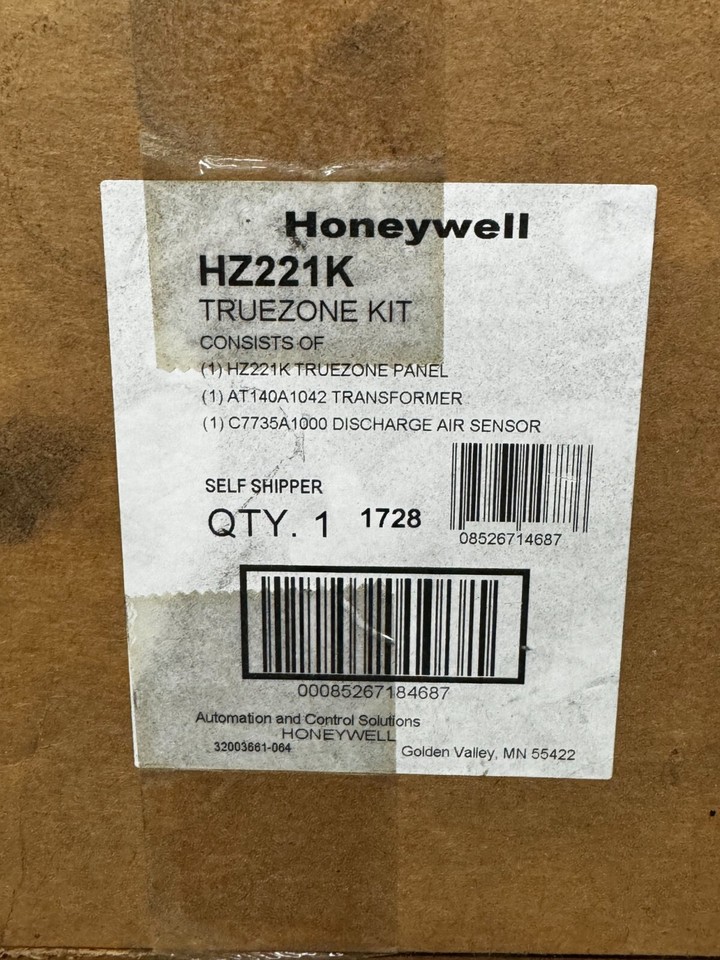 Honeywell
HZ221K
TRUEZONE KIT
CONSISTS OF
(1) HZ221K TRUEZONE PANEL
(1) AT140A1042 TRANSFORMER
(1) C7735A1000 DISCHARGE AIR SENSOR
SELF SHIPPER
QTY. 1 1728
08526714687
00085267184687
Automation and Control Solutions
HONEYWELL
32003661-064
Golden Valley, MN 55422